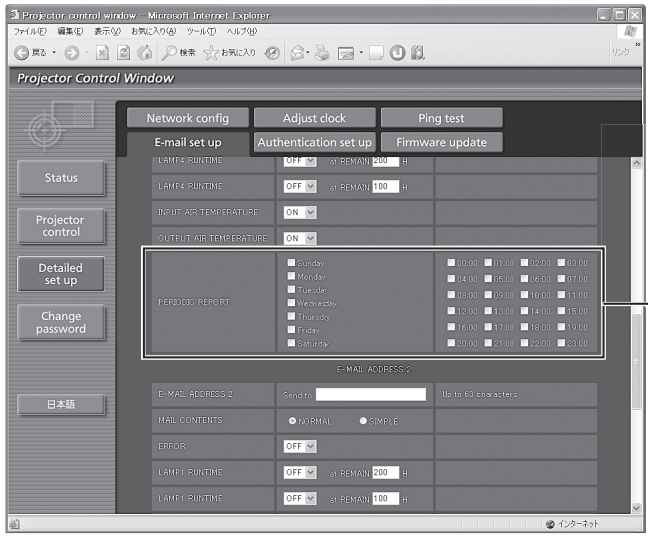 Projector control window – Microsoft Internet Explorer
ファイル(F) 編集(E) 表示(V) お気に入り(A) ツール(T) ヘルプ(H)
戻る 検索 お気に入り リンク
Projector Control Window
Network config Adjust clock Ping test
E-mail set up Authentication set up Firmware update
Status
Projector control
Detailed set up
Change password
日本語
LAMP4 RUNTIME OFF at REMAIN 200 H
LAMP4 RUNTIME OFF at REMAIN 100 H
INPUT AIR TEMPERATURE ON
OUTPUT AIR TEMPERATURE ON
PERIODIC REPORT
Sunday
Monday
Tuesday
Wednesday
Thursday
Friday
Saturday
00:00 01:00 02:00 03:00
04:00 05:00 06:00 07:00
08:00 09:00 10:00 11:00
12:00 13:00 14:00 15:00
16:00 17:00 18:00 19:00
20:00 21:00 22:00 23:00
E-MAIL ADDRESS 2
E-MAIL ADDRESS 2 Send to Up to 63 characters
MAIL CONTENTS NORMAL SIMPLE
ERROR OFF
LAMP1 RUNTIME OFF at REMAIN 200 H
LAMP1 RUNTIME OFF at REMAIN 100 H
インターネット